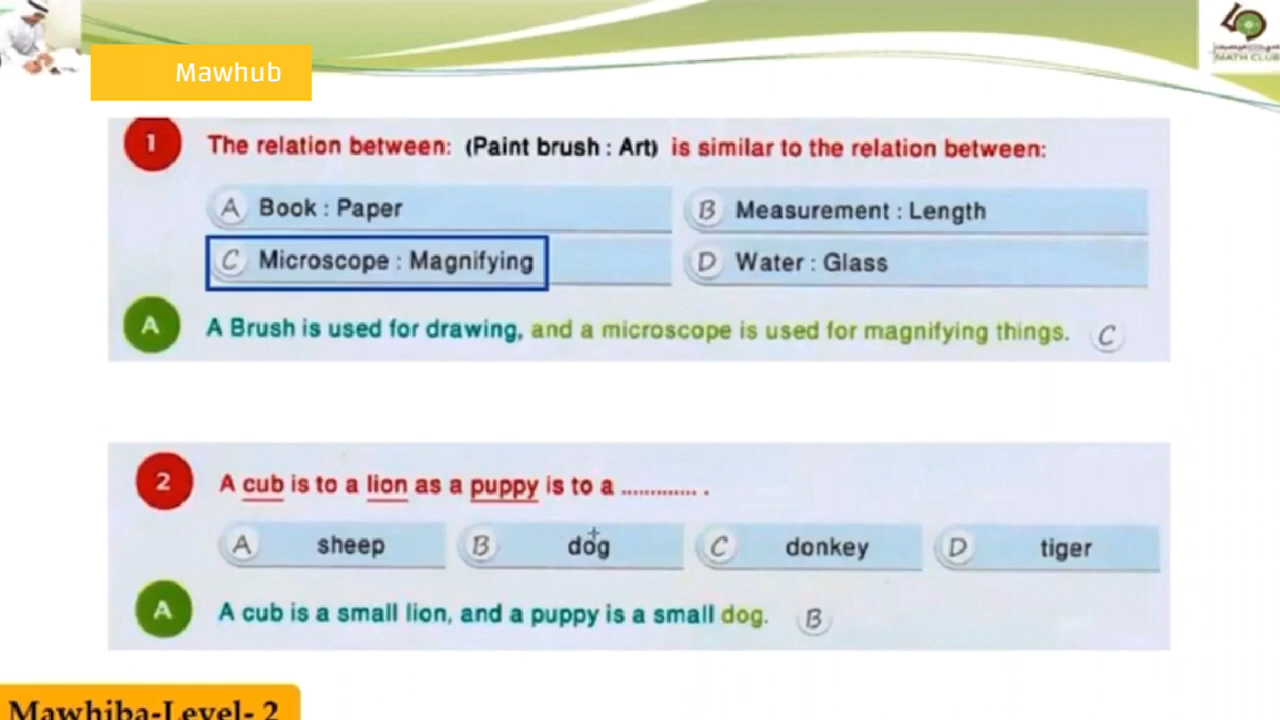 Mawhub
MATH CLUB
1 The relation between: (Paint brush : Art) is similar to the relation between:
A Book : Paper B Measurement : Length
C Microscope : Magnifying D Water : Glass
A A Brush is used for drawing, and a microscope is used for magnifying things. C
2 A cub is to a lion as a puppy is to a ............. .
A sheep B dog C donkey D tiger
A A cub is a small lion, and a puppy is a small dog. B
Mawhiba-Level- 2